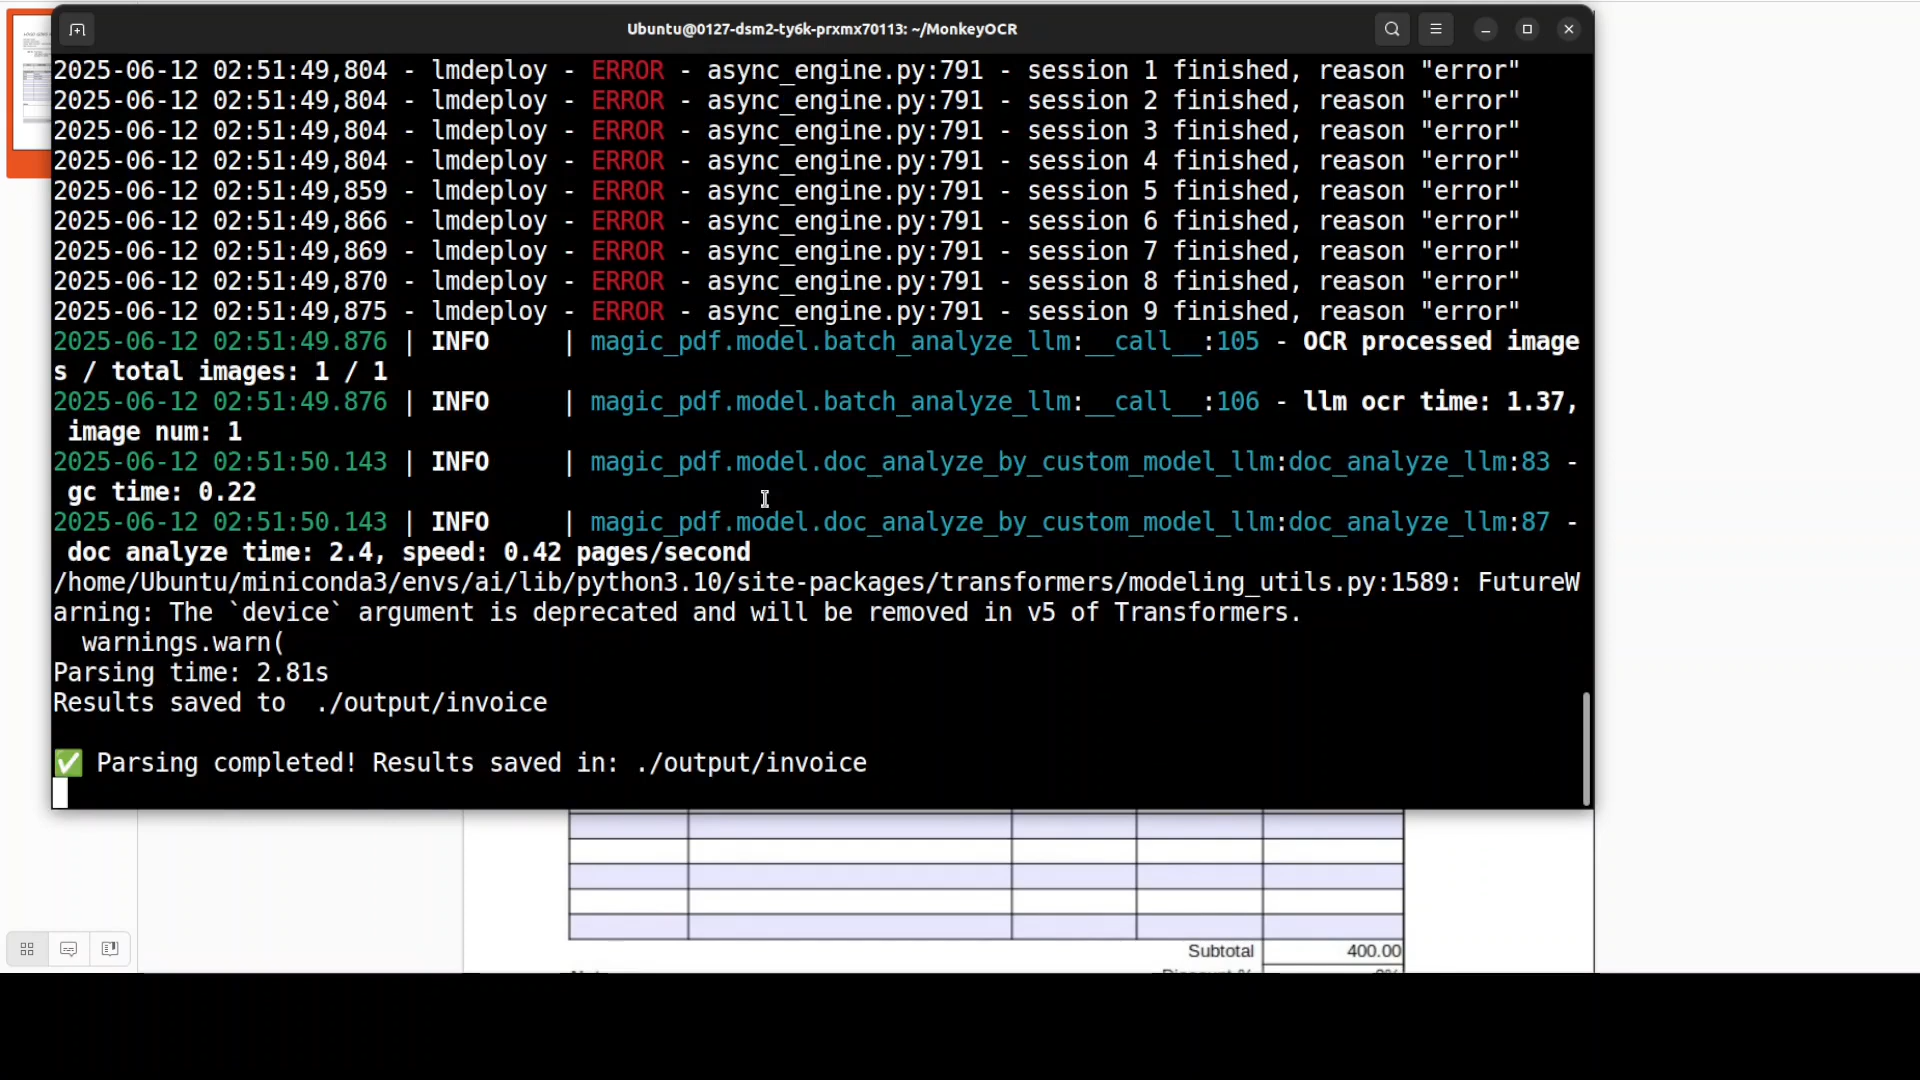 Ubuntu@0127-dsm2-ty6k-prxmx70113: ~/MonkeyOCR
2025-06-12 02:51:49,804 - lmdeploy - ERROR - async_engine.py:791 - session 1 finished, reason "error"
2025-06-12 02:51:49,804 - lmdeploy - ERROR - async_engine.py:791 - session 2 finished, reason "error"
2025-06-12 02:51:49,804 - lmdeploy - ERROR - async_engine.py:791 - session 3 finished, reason "error"
2025-06-12 02:51:49,804 - lmdeploy - ERROR - async_engine.py:791 - session 4 finished, reason "error"
2025-06-12 02:51:49,859 - lmdeploy - ERROR - async_engine.py:791 - session 5 finished, reason "error"
2025-06-12 02:51:49,866 - lmdeploy - ERROR - async_engine.py:791 - session 6 finished, reason "error"
2025-06-12 02:51:49,869 - lmdeploy - ERROR - async_engine.py:791 - session 7 finished, reason "error"
2025-06-12 02:51:49,870 - lmdeploy - ERROR - async_engine.py:791 - session 8 finished, reason "error"
2025-06-12 02:51:49,875 - lmdeploy - ERROR - async_engine.py:791 - session 9 finished, reason "error"
2025-06-12 02:51:49.876 | INFO     | magic_pdf.model.batch_analyze_llm:__call__:105 - OCR processed image
s / total images: 1 / 1
2025-06-12 02:51:49.876 | INFO     | magic_pdf.model.batch_analyze_llm:__call__:106 - llm ocr time: 1.37,
 image num: 1
2025-06-12 02:51:50.143 | INFO     | magic_pdf.model.doc_analyze_by_custom_model_llm:doc_analyze_llm:83 -
 gc time: 0.22
2025-06-12 02:51:50.143 | INFO     | magic_pdf.model.doc_analyze_by_custom_model_llm:doc_analyze_llm:87 -
 doc analyze time: 2.4, speed: 0.42 pages/second
/home/Ubuntu/miniconda3/envs/ai/lib/python3.10/site-packages/transformers/modeling_utils.py:1589: FutureW
arning: The `device` argument is deprecated and will be removed in v5 of Transformers.
  warnings.warn(
Parsing time: 2.81s
Results saved to  ./output/invoice
✅ Parsing completed! Results saved in: ./output/invoice
Subtotal 400.00